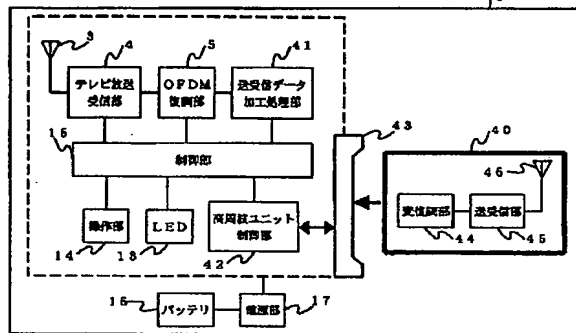 3
4
5
41
テレビ放送
受信部
OFDM
復調部
送受信データ
加工処理部
15
制御部
43
40
46
操作部
LED
高周波ユニット
制御部
変復調部
送受信部
14
13
42
44
45
16
バッテリ
電源部
17